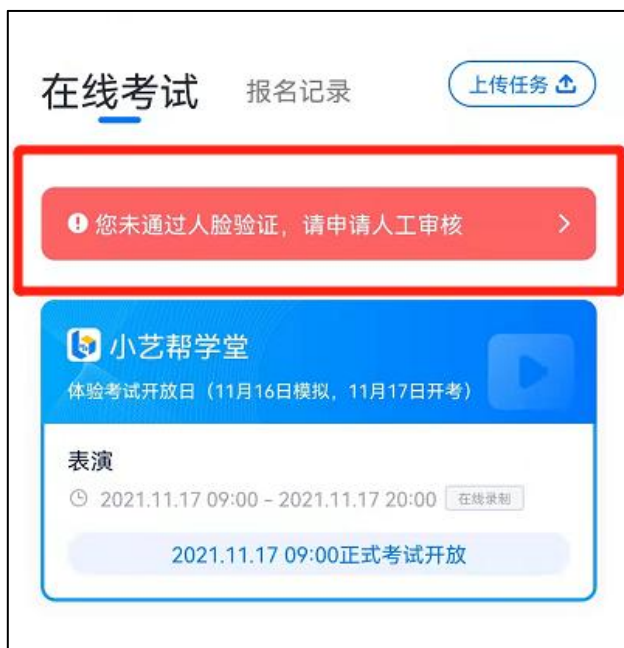 在线考试
报名记录
上传任务
您未通过人脸验证，请申请人工审核
小艺帮学堂
体验考试开放日（11月16日模拟，11月17日开考）
表演
2021.11.17 09:00 - 2021.11.17 20:00 在线录制
2021.11.17 09:00正式考试开放